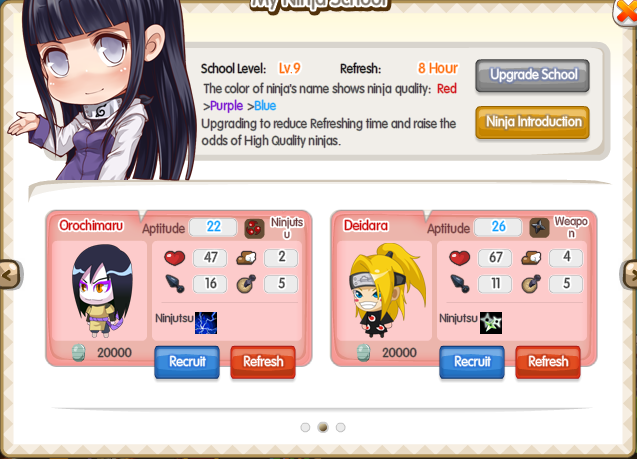 My Ninja School
School Level: Lv.9 Refresh: 8 Hour
The color of ninja's name shows ninja quality: Red
>Purple >Blue
Upgrading to reduce Refreshing time and raise the
odds of High Quality ninjas.
Upgrade School
Ninja Introduction
Orochimaru
Aptitude 22
Ninjuts
u
47 2
16 5
Ninjutsu
20000
Recruit Refresh
Deidara
Aptitude 26
Weapo
n
67 4
11 5
Ninjutsu
20000
Recruit Refresh